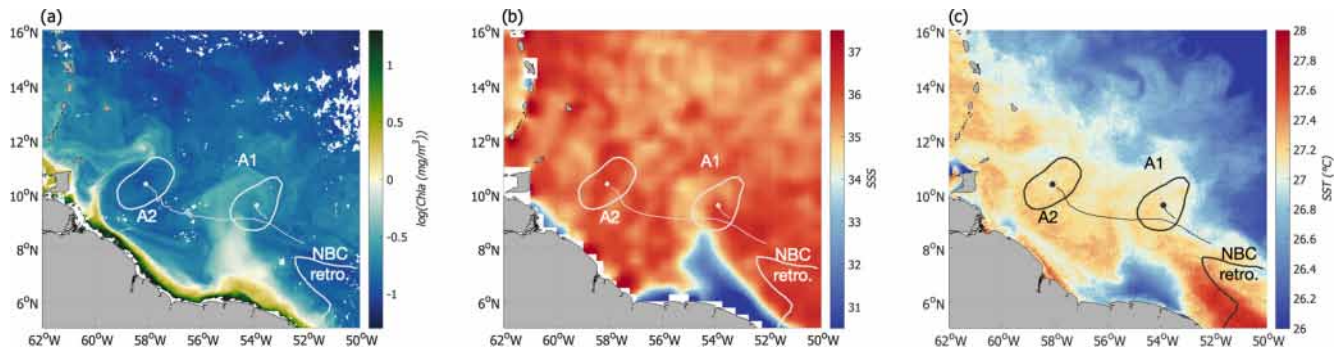 (a)
16°N
14°N
12°N
10°N
8°N
6°N
62°W 60°W 58°W 56°W 54°W 52°W 50°W
A1
A2
NBC
retro.
1
0.5
0
-0.5
-1
log(Chla (mg/m³))
(b)
16°N
14°N
12°N
10°N
8°N
6°N
62°W 60°W 58°W 56°W 54°W 52°W 50°W
A1
A2
NBC
retro.
37
36
35
34
33
32
31
SSS
(c)
16°N
14°N
12°N
10°N
8°N
6°N
62°W 60°W 58°W 56°W 54°W 52°W 50°W
A1
A2
NBC
retro.
28
27.8
27.6
27.4
27.2
27
26.8
26.6
26.4
26.2
26
SST (°C)